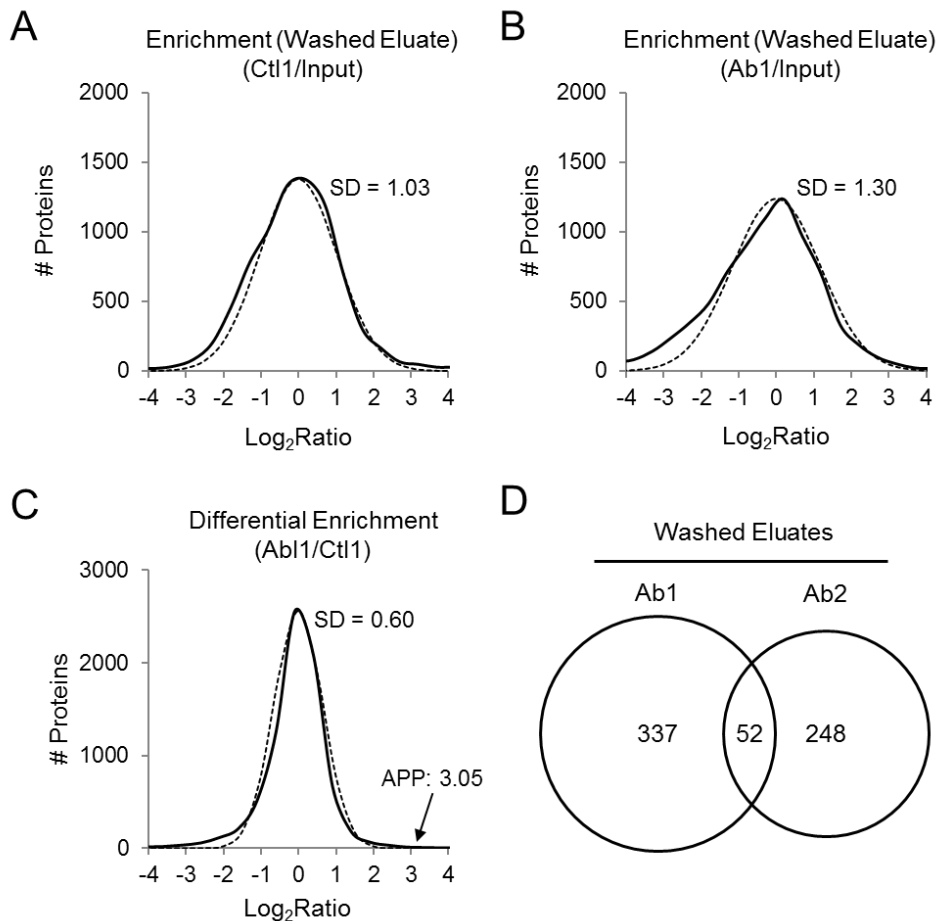 A
Enrichment (Washed Eluate)
(Ctl1/Input)
2000
1500
1000
500
0
# Proteins
SD = 1.03
-4 -3 -2 -1 0 1 2 3 4
Log2Ratio
B
Enrichment (Washed Eluate)
(Ab1/Input)
2000
1500
1000
500
0
# Proteins
SD = 1.30
-4 -3 -2 -1 0 1 2 3 4
Log2Ratio
C
Differential Enrichment
(Abl1/Ctl1)
3000
2000
1000
0
# Proteins
SD = 0.60
APP: 3.05
-4 -3 -2 -1 0 1 2 3 4
Log2Ratio
D
Washed Eluates
Ab1 Ab2
337 52 248